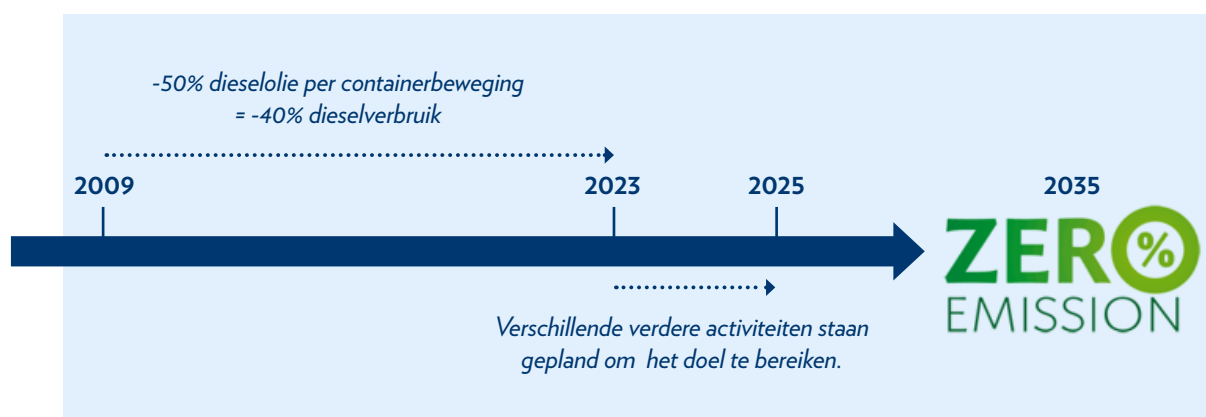 -50% dieselolie per containerbeweging
= -40% dieselverbruik
2009
2023
2025
2035
ZERO%
EMISSION
Verschillende verdere activiteiten staan
gepland om het doel te bereiken.